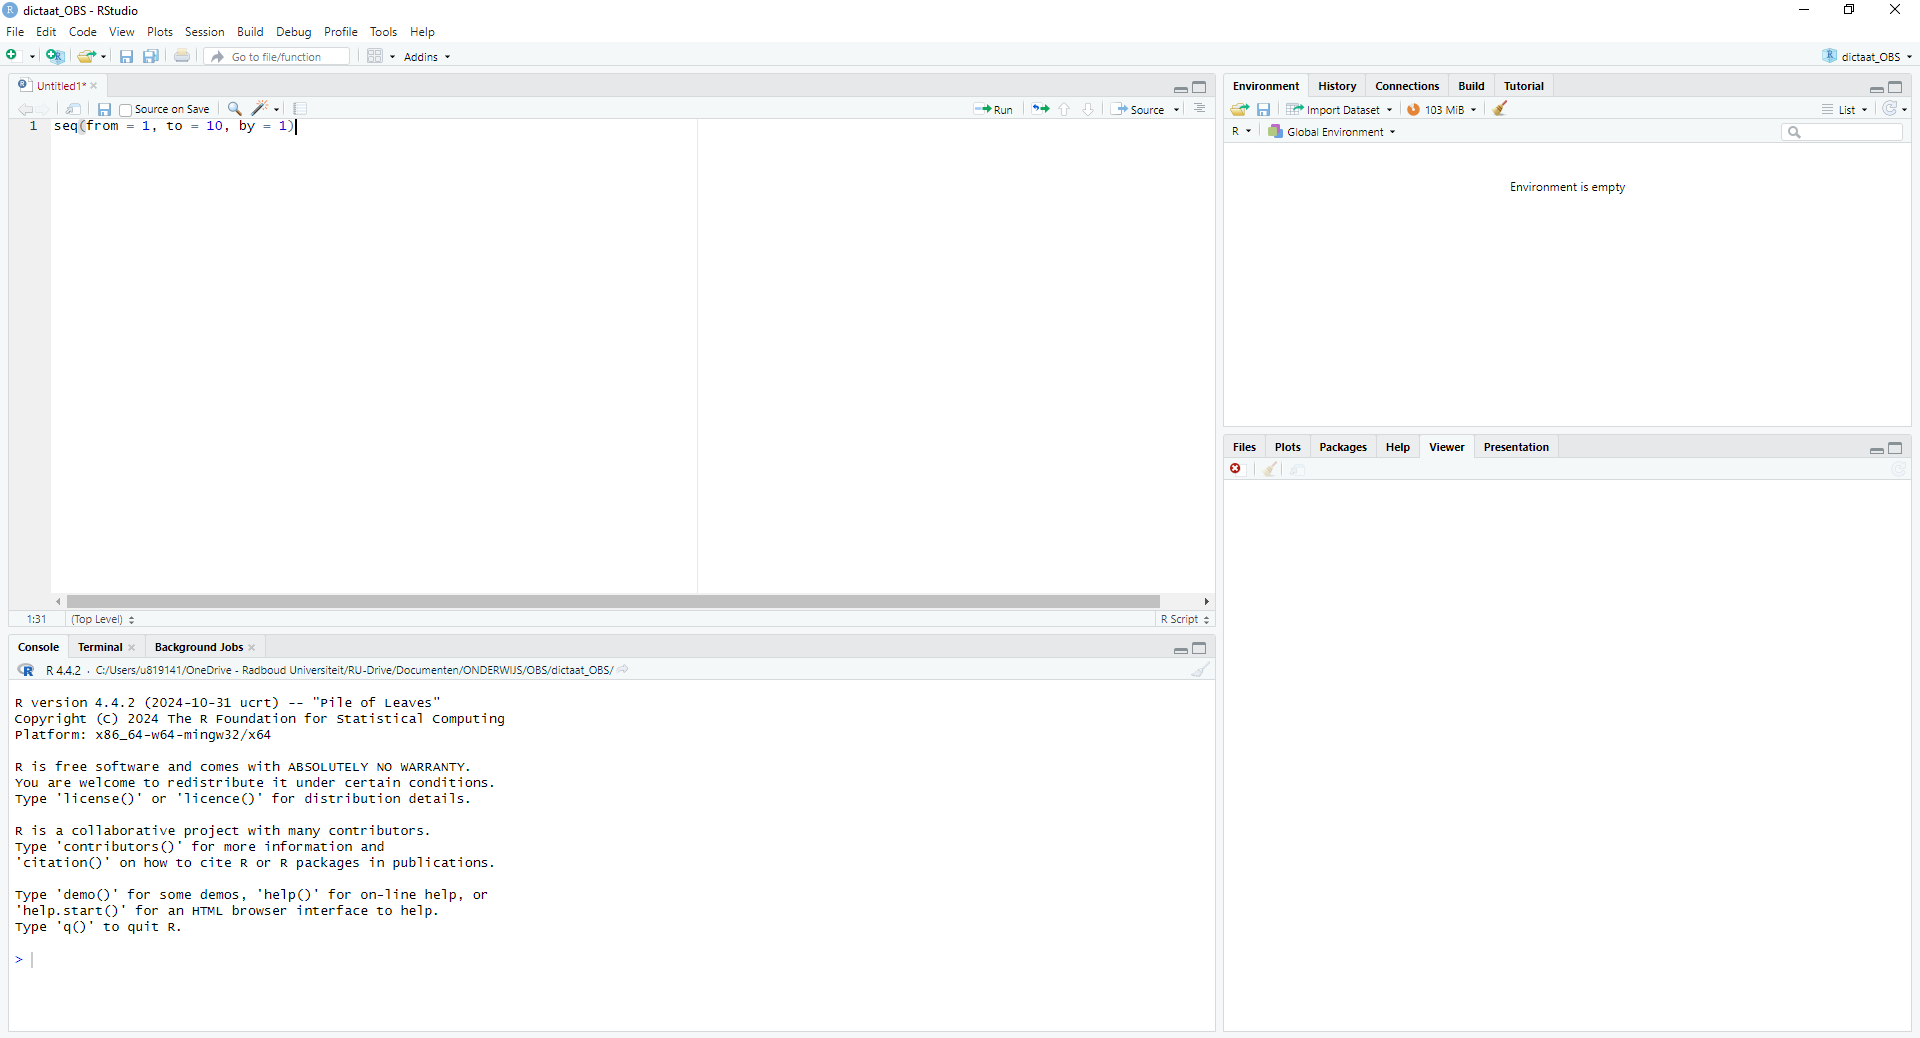 dictaat_OBS - RStudio
File Edit Code View Plots Session Build Debug Profile Tools Help
Go to file/function Addins dictaat_OBS
Untitled1*
Source on Save Run Source
1 seq(from = 1, to = 10, by = 1)
1:31 (Top Level) R Script
Console Terminal Background Jobs
R 4.4.2 · C:/Users/u819141/OneDrive - Radboud Universiteit/RU-Drive/Documenten/ONDERWIJS/OBS/dictaat_OBS/
R version 4.4.2 (2024-10-31 ucrt) -- "Pile of Leaves"
Copyright (C) 2024 The R Foundation for Statistical Computing
Platform: x86_64-w64-mingw32/x64
R is free software and comes with ABSOLUTELY NO WARRANTY.
You are welcome to redistribute it under certain conditions.
Type 'license()' or 'licence()' for distribution details.
R is a collaborative project with many contributors.
Type 'contributors()' for more information and
'citation()' on how to cite R or R packages in publications.
Type 'demo()' for some demos, 'help()' for on-line help, or
'help.start()' for an HTML browser interface to help.
Type 'q()' to quit R.
>
Environment History Connections Build Tutorial
Import Dataset 103 MiB List
R Global Environment
Environment is empty
Files Plots Packages Help Viewer Presentation